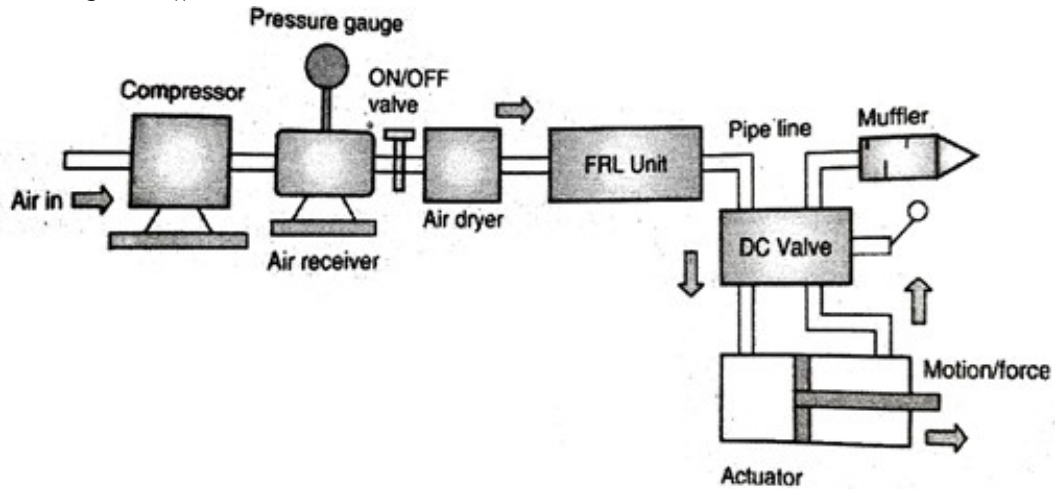 Pressure gauge
ON/OFF
valve
Compressor
Air in
Air receiver
Air dryer
FRL Unit
Pipe line
Muffler
DC Valve
Motion/force
Actuator